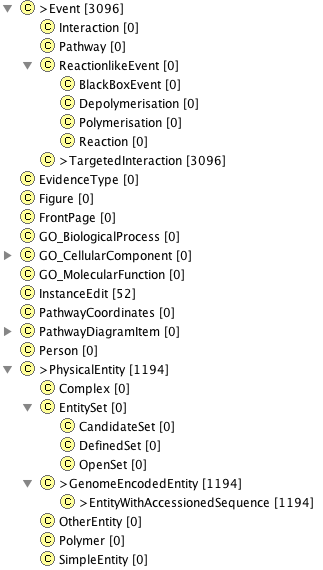 C >Event [3096]
C Interaction [0]
C Pathway [0]
C ReactionlikeEvent [0]
C BlackBoxEvent [0]
C Depolymerisation [0]
C Polymerisation [0]
C Reaction [0]
C >TargetedInteraction [3096]
C EvidenceType [0]
C Figure [0]
C FrontPage [0]
C GO_BiologicalProcess [0]
C GO_CellularComponent [0]
C GO_MolecularFunction [0]
C InstanceEdit [52]
C PathwayCoordinates [0]
C PathwayDiagramItem [0]
C Person [0]
C >PhysicalEntity [1194]
C Complex [0]
C EntitySet [0]
C CandidateSet [0]
C DefinedSet [0]
C OpenSet [0]
C >GenomeEncodedEntity [1194]
C >EntityWithAccessionedSequence [1194]
C OtherEntity [0]
C Polymer [0]
C SimpleEntity [0]